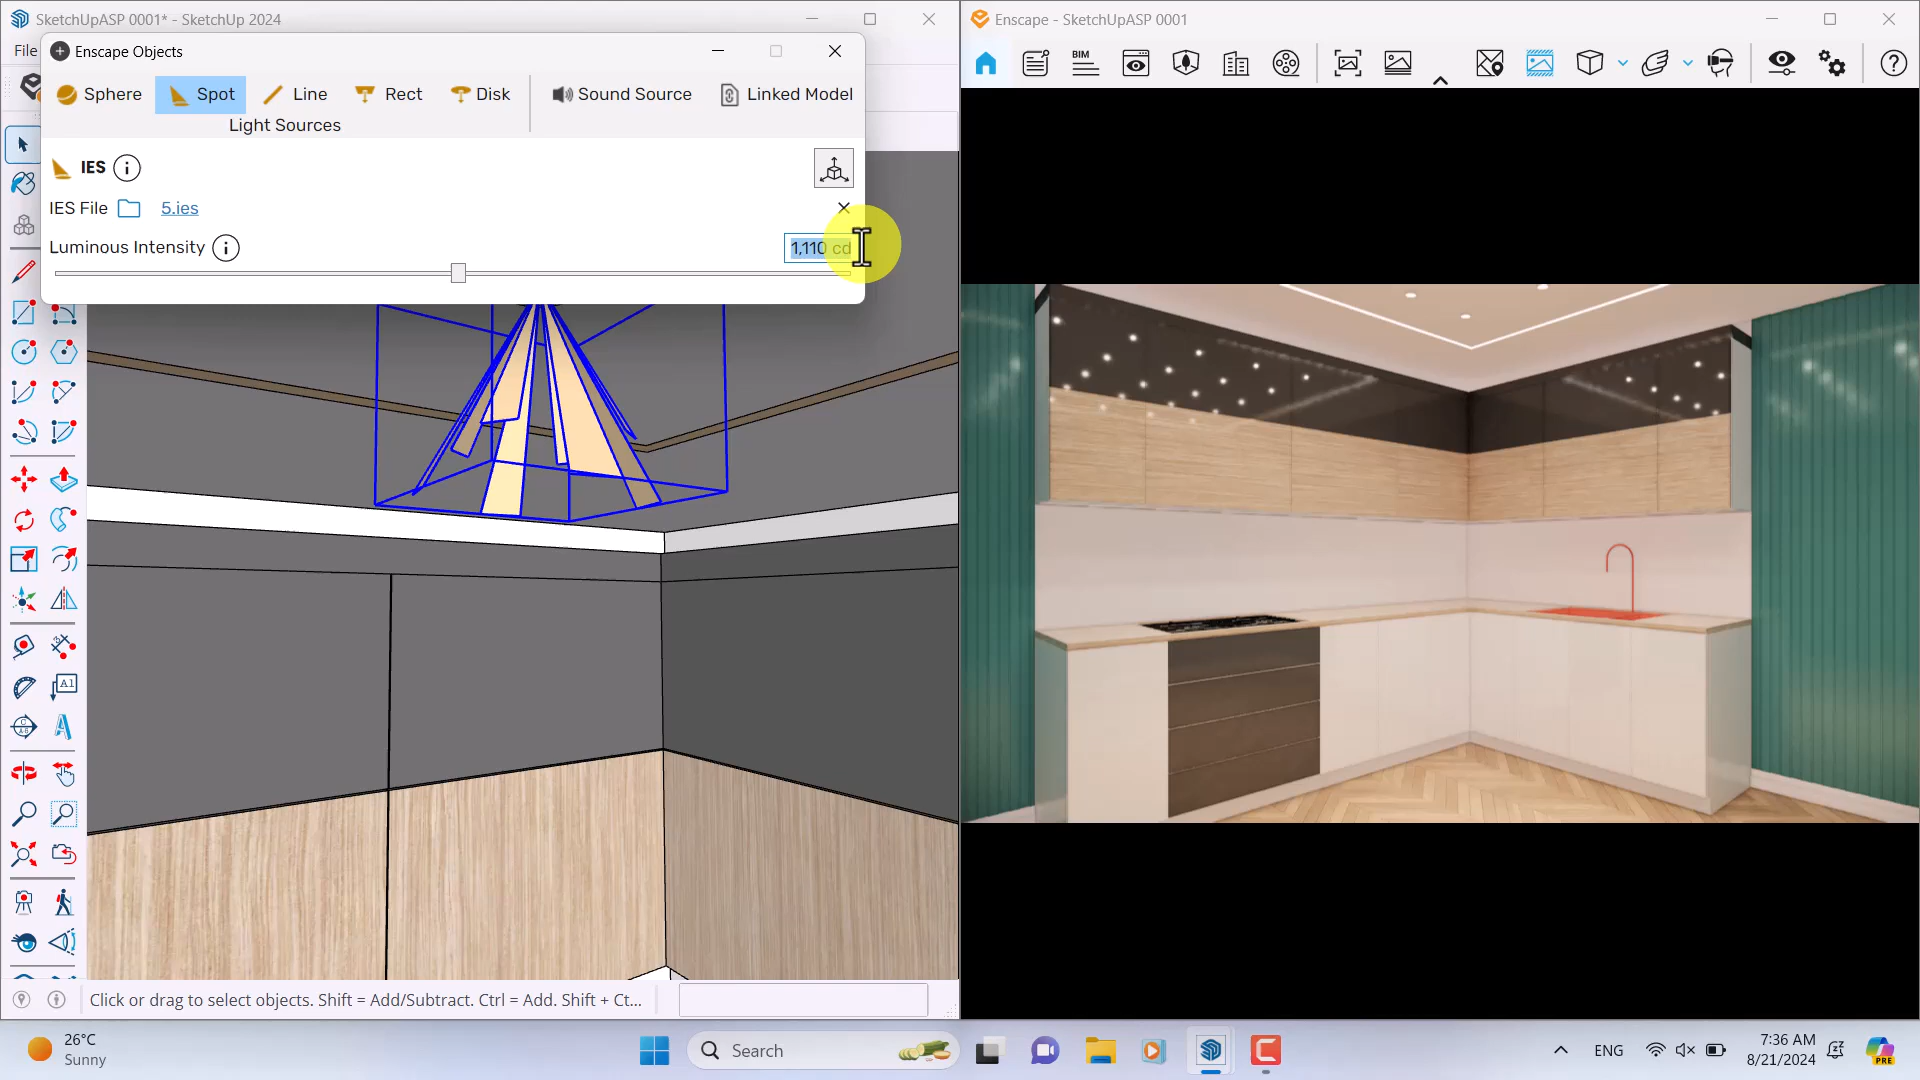 SketchUpASP 0001* - SketchUp 2024
File
Enscape Objects
Sphere
Spot
Line
Rect
Disk
Sound Source
Linked Model
Light Sources
IES
IES File
5.ies
Luminous Intensity
1,110 cd
Click or drag to select objects. Shift = Add/Subtract. Ctrl = Add. Shift + Ct...
Enscape - SketchUpASP 0001
BIM
26°C
Sunny
Search
ENG
7:36 AM
8/21/2024
PRE